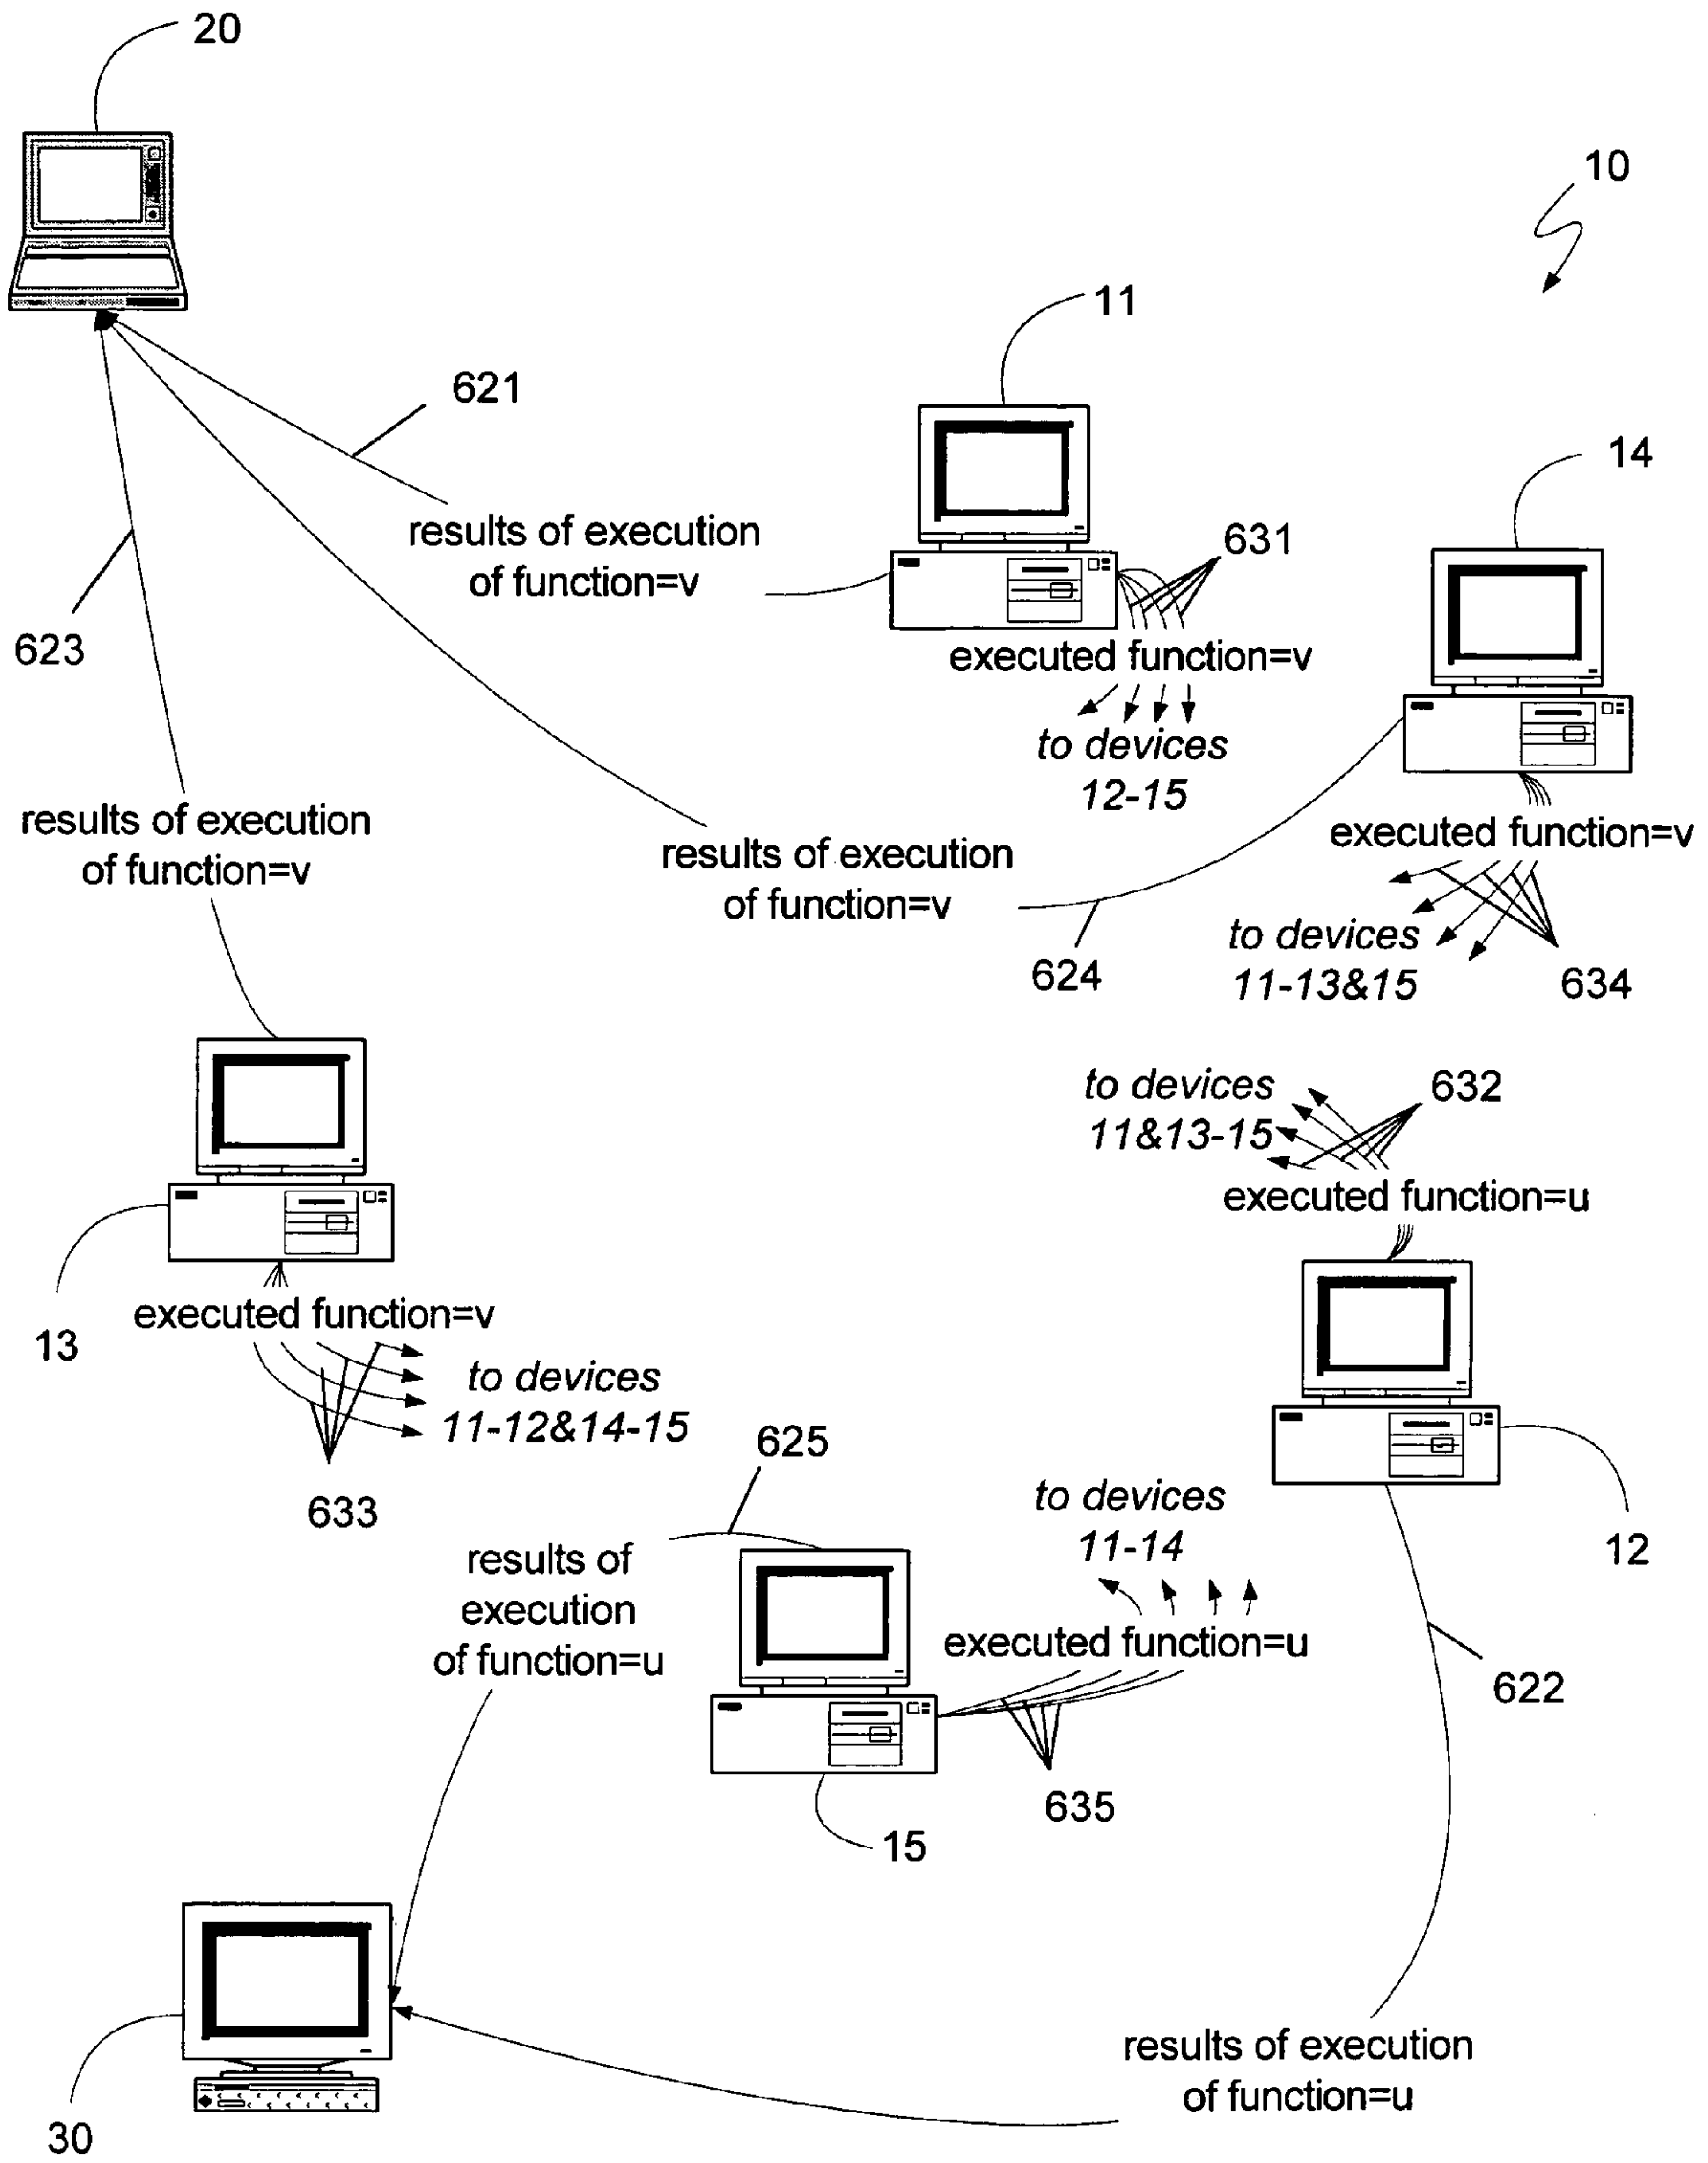 20
10
11
621
14
results of execution
of function=v
631
623
executed function=v
to devices
12-15
results of execution
of function=v
results of execution
of function=v
executed function=v
to devices
11-13&15
624
634
to devices
11&13-15
632
executed function=u
13
executed function=v
to devices
11-12&14-15
633
625
to devices
11-14
12
results of
execution
of function=u
executed function=u
622
635
15
30
results of execution
of function=u